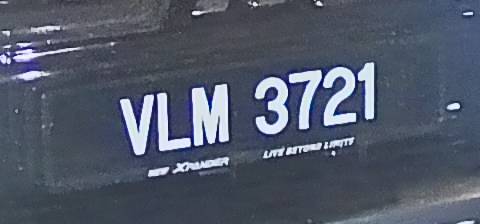 VLM 3721
NEW XPANDER LIVE BEYOND LIMITS